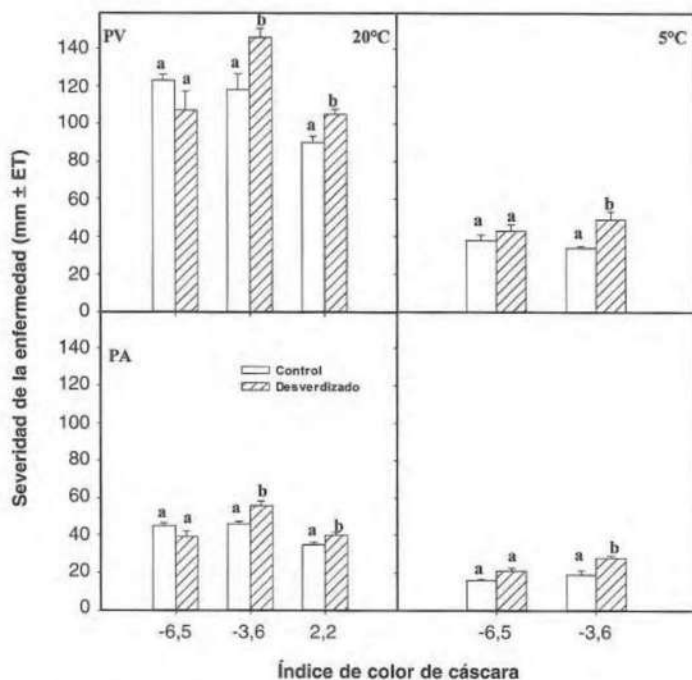 Severidad de la enfermedad (mm ± ET)
PV 20ºC
140
120
100
80
60
40
20
0
a a a b a b
5ºC
a a a b
PA
140
120
100
80
60
40
20
0
Control
Desverdizado
a a a b a b
a a a b
-6,5 -3,6 2,2
-6,5 -3,6
Índice de color de cáscara